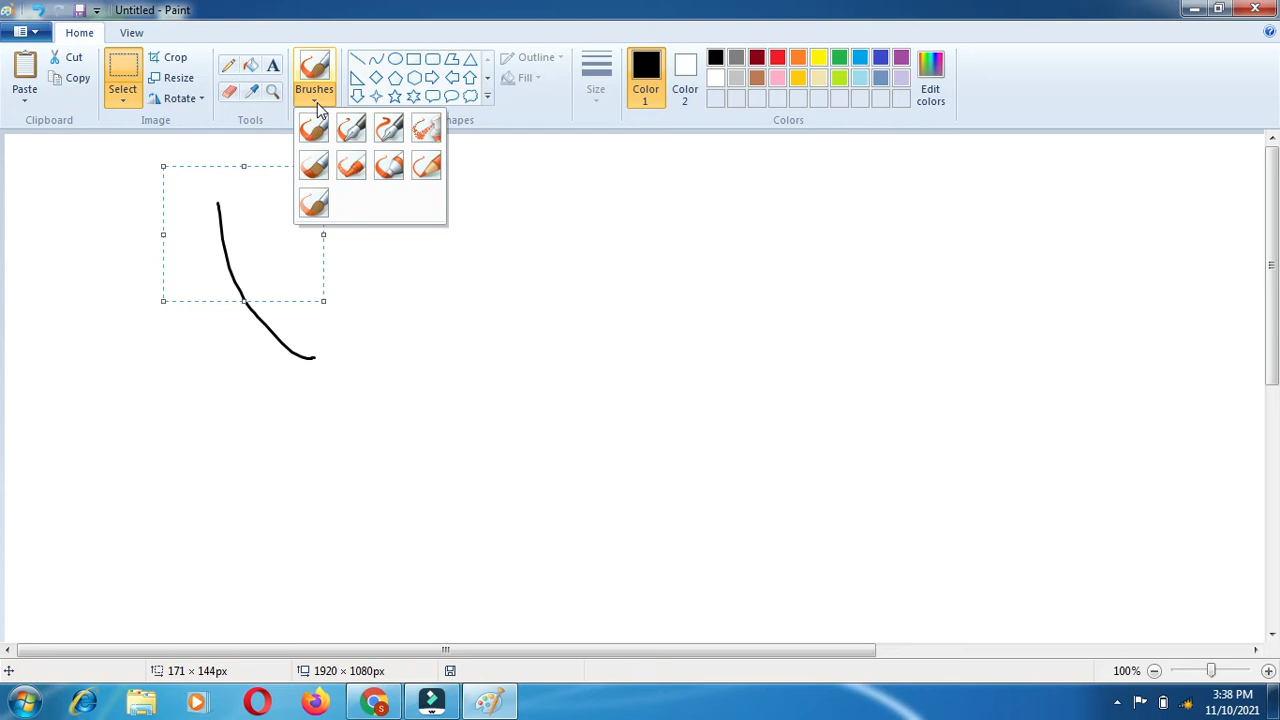 Untitled - Paint
Home
View
Paste
Cut
Copy
Select
Crop
Resize
Rotate
A
Brushes
Outline
Fill
Size
Color
1
Color
2
Edit
colors
Clipboard
Image
Tools
hapes
Colors
171 × 144px
1920 × 1080px
100%
S
3:38 PM
11/10/2021